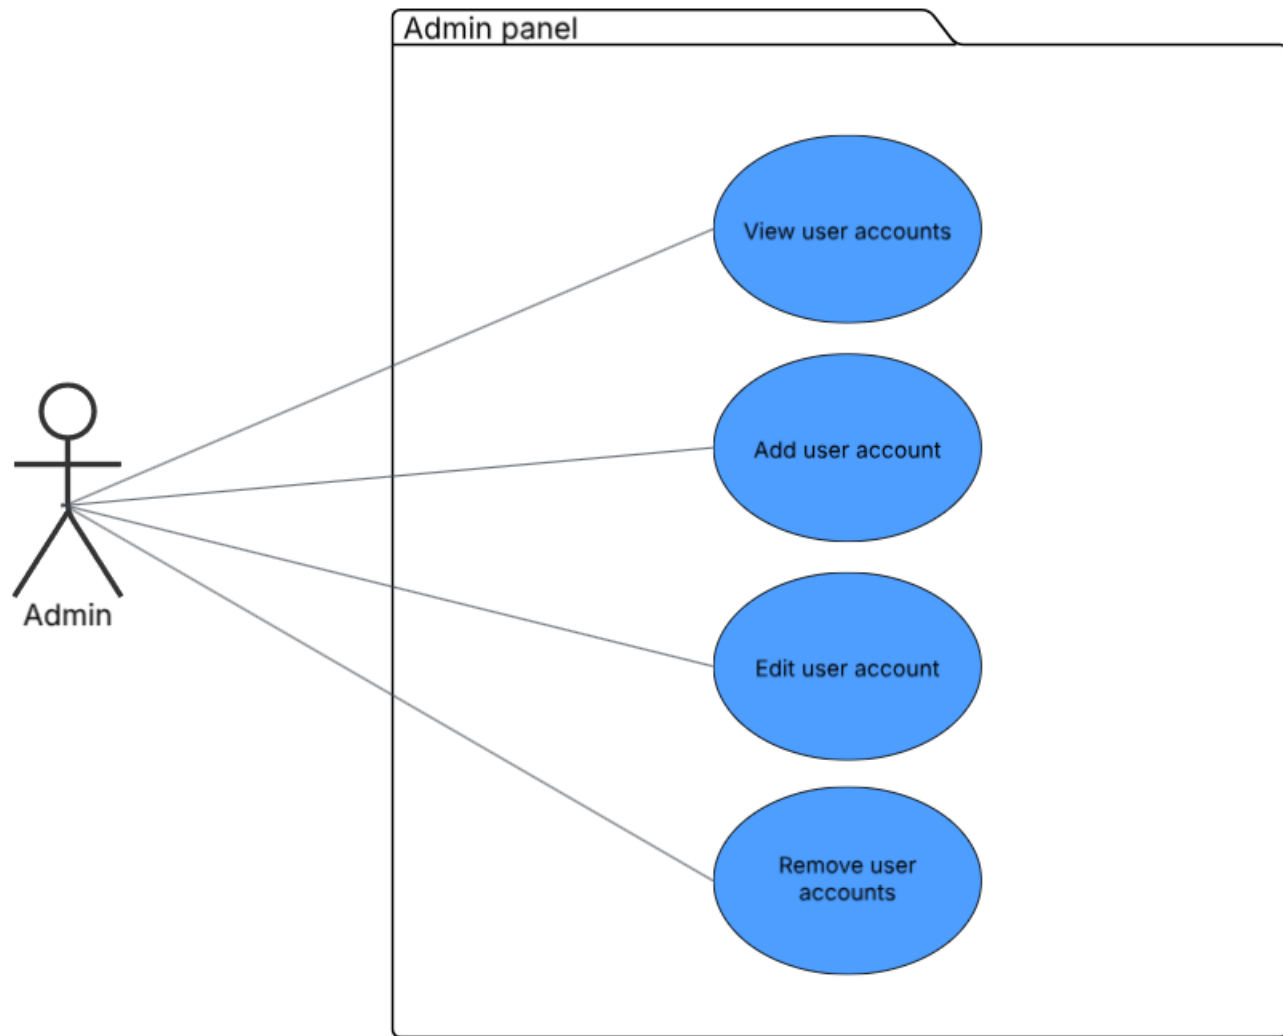 Admin panel
View user accounts
Add user account
Admin
Edit user account
Remove user
accounts